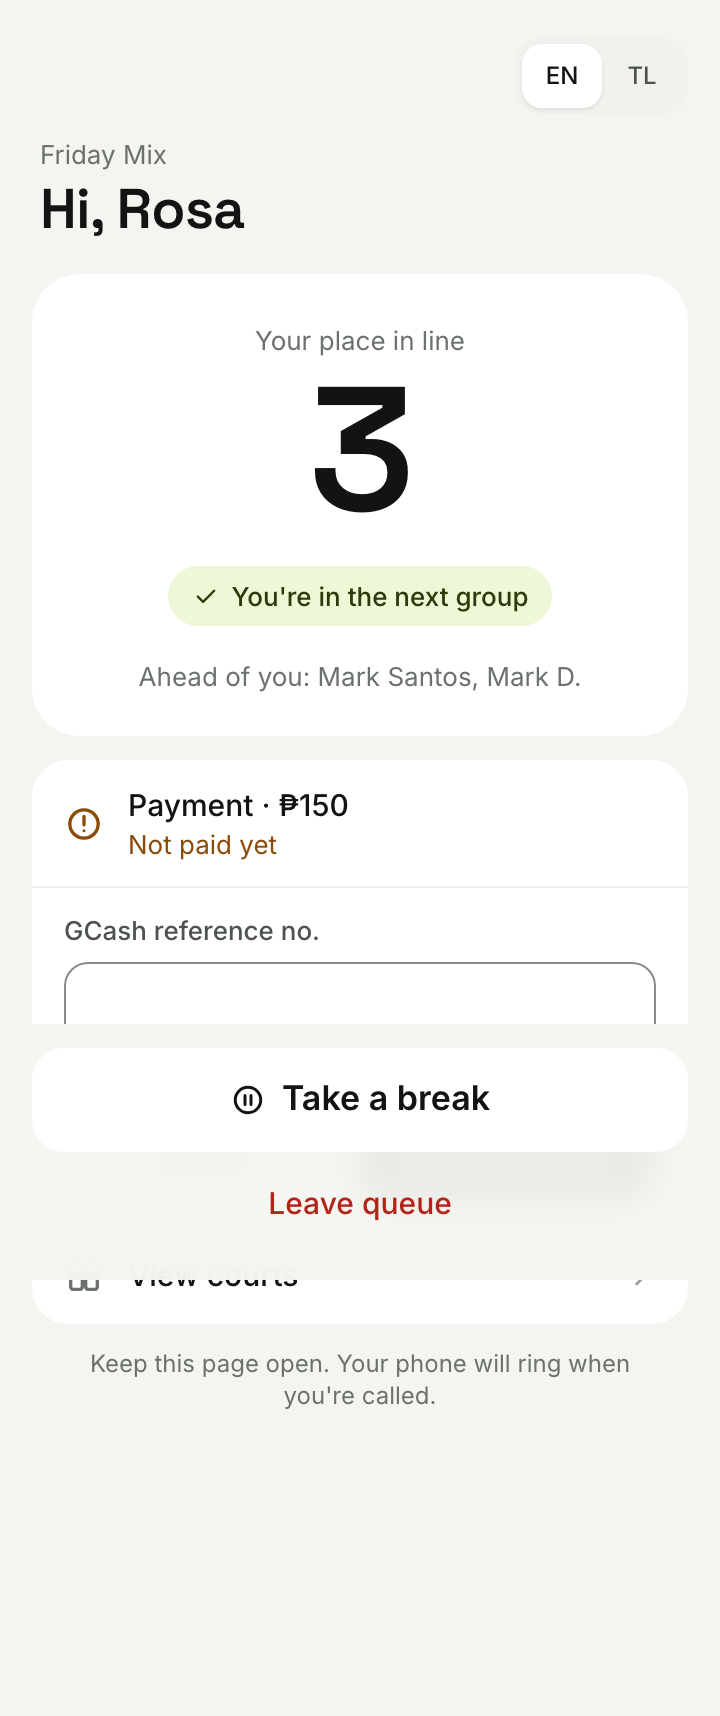 EN
TL
Friday Mix
Hi, Rosa
Your place in line
3
You're in the next group
Ahead of you: Mark Santos, Mark D.
Payment · ₱150
Not paid yet
GCash reference no.
Take a break
Leave queue
View courts
Keep this page open. Your phone will ring when
you're called.